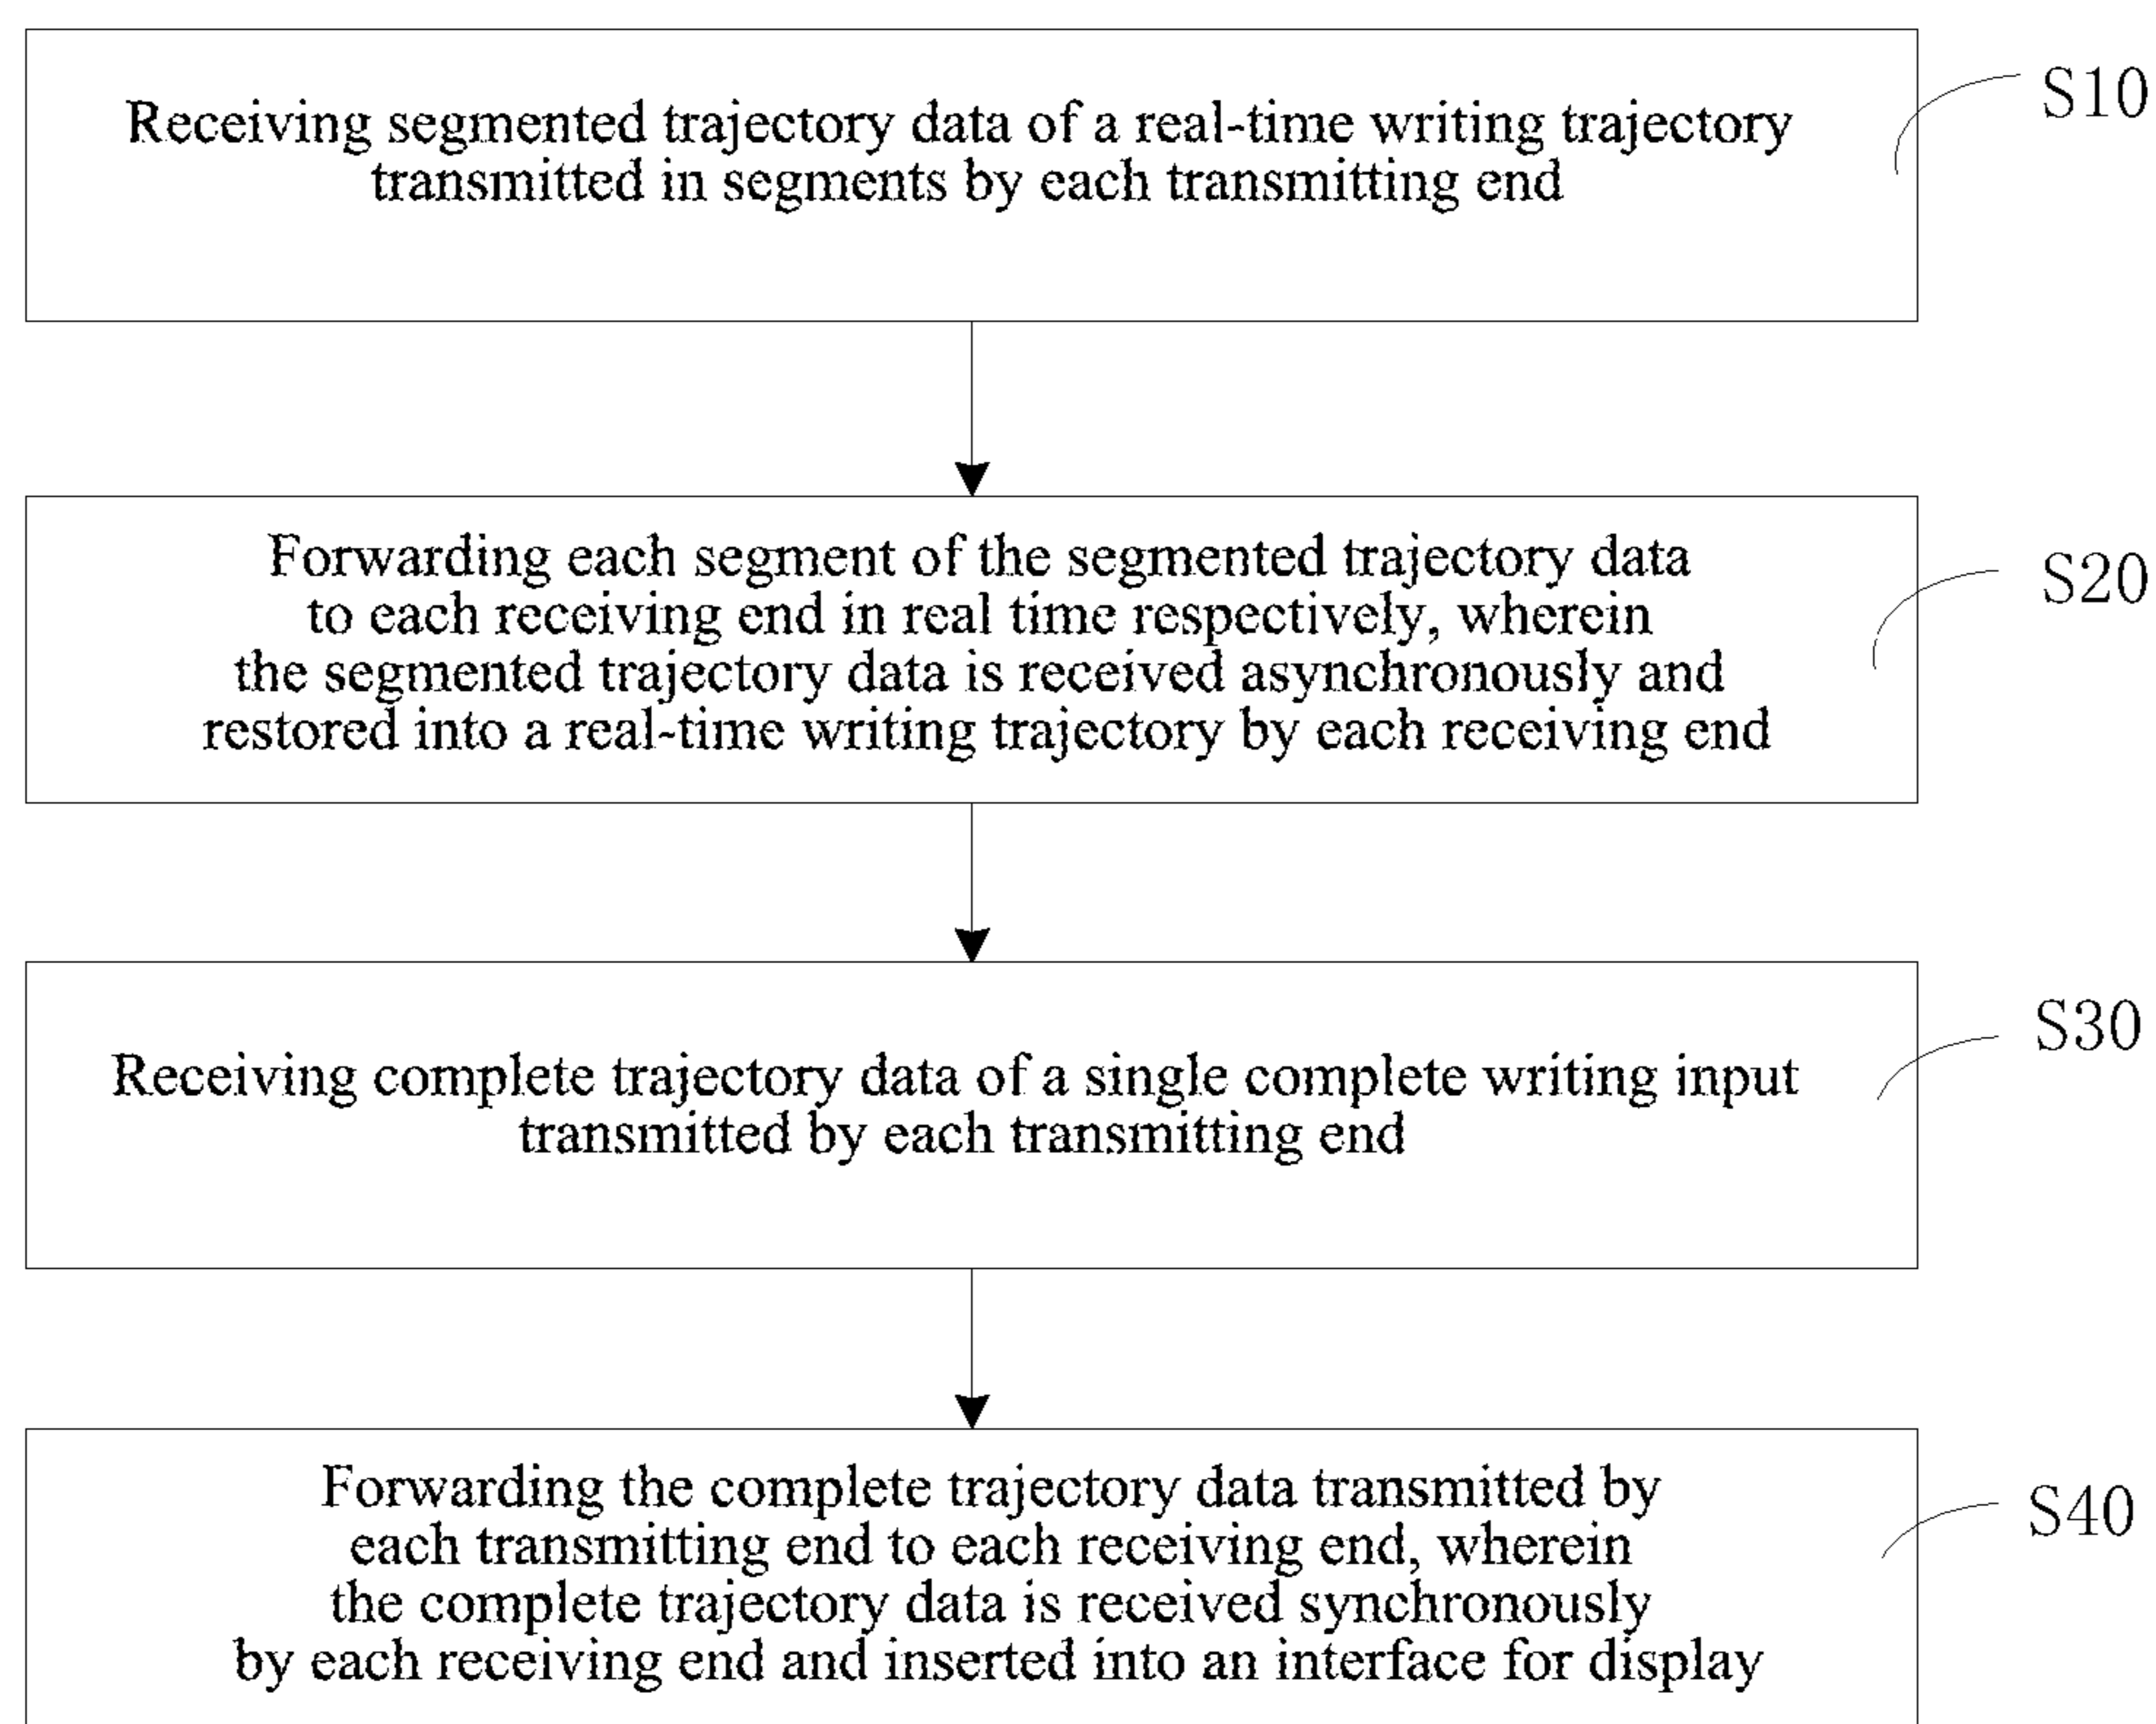 Receiving segmented trajectory data of a real-time writing trajectory
transmitted in segments by each transmitting end
S10
Forwarding each segment of the segmented trajectory data
to each receiving end in real time respectively, wherein
the segmented trajectory data is received asynchronously and
restored into a real-time writing trajectory by each receiving end
S20
Receiving complete trajectory data of a single complete writing input
transmitted by each transmitting end
S30
Forwarding the complete trajectory data transmitted by
each transmitting end to each receiving end, wherein
the complete trajectory data is received synchronously
by each receiving end and inserted into an interface for display
S40